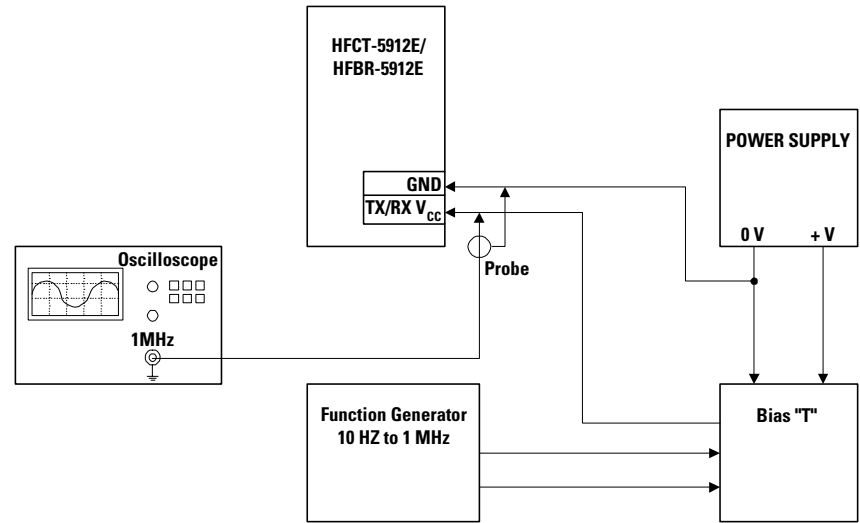 HFCT-5912E/
HFBR-5912E
POWER SUPPLY
GND
TX/RX VCC
0 V + V
Oscilloscope
Probe
1MHz
Function Generator
10 HZ to 1 MHz
Bias "T"